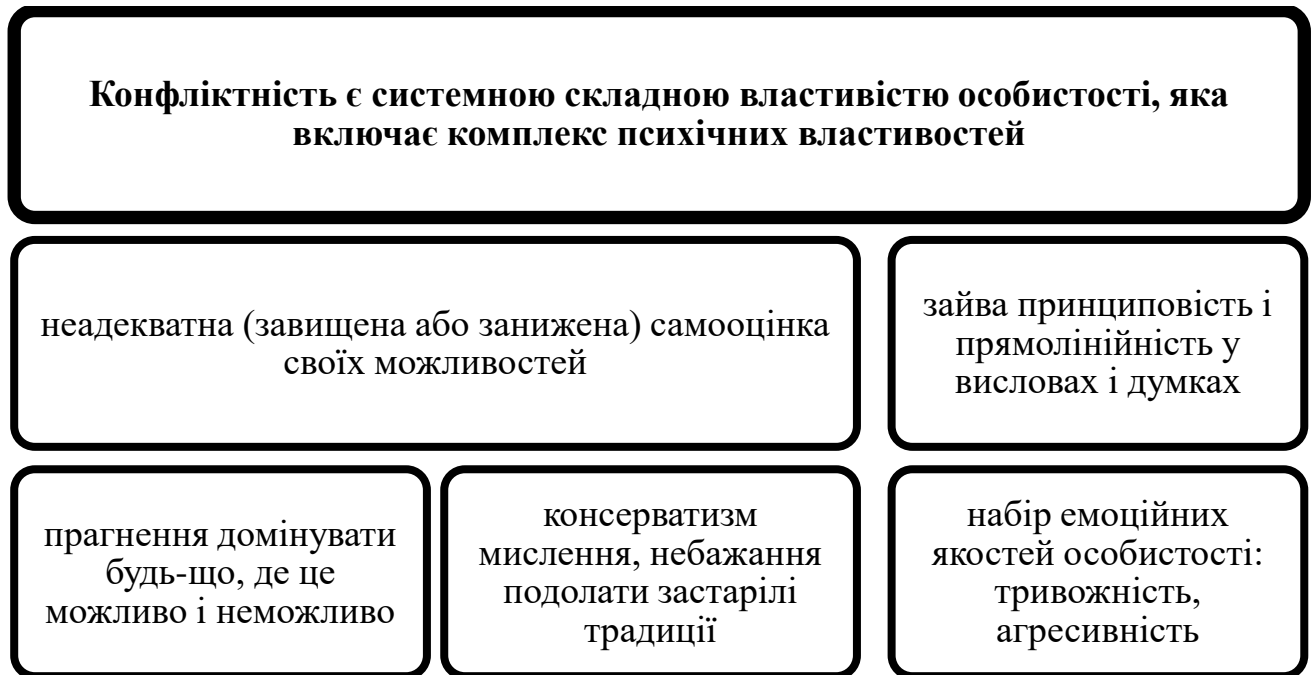 Конфліктність є системною складною властивістю особистості, яка
включає комплекс психічних властивостей
неадекватна (завищена або занижена) самооцінка
своїх можливостей
зайва принциповість і
прямолінійність у
висловах і думках
прагнення домінувати
будь-що, де це
можливо і неможливо
консерватизм
мислення, небажання
подолати застарілі
традиції
набір емоційних
якостей особистості:
тривожність,
агресивність